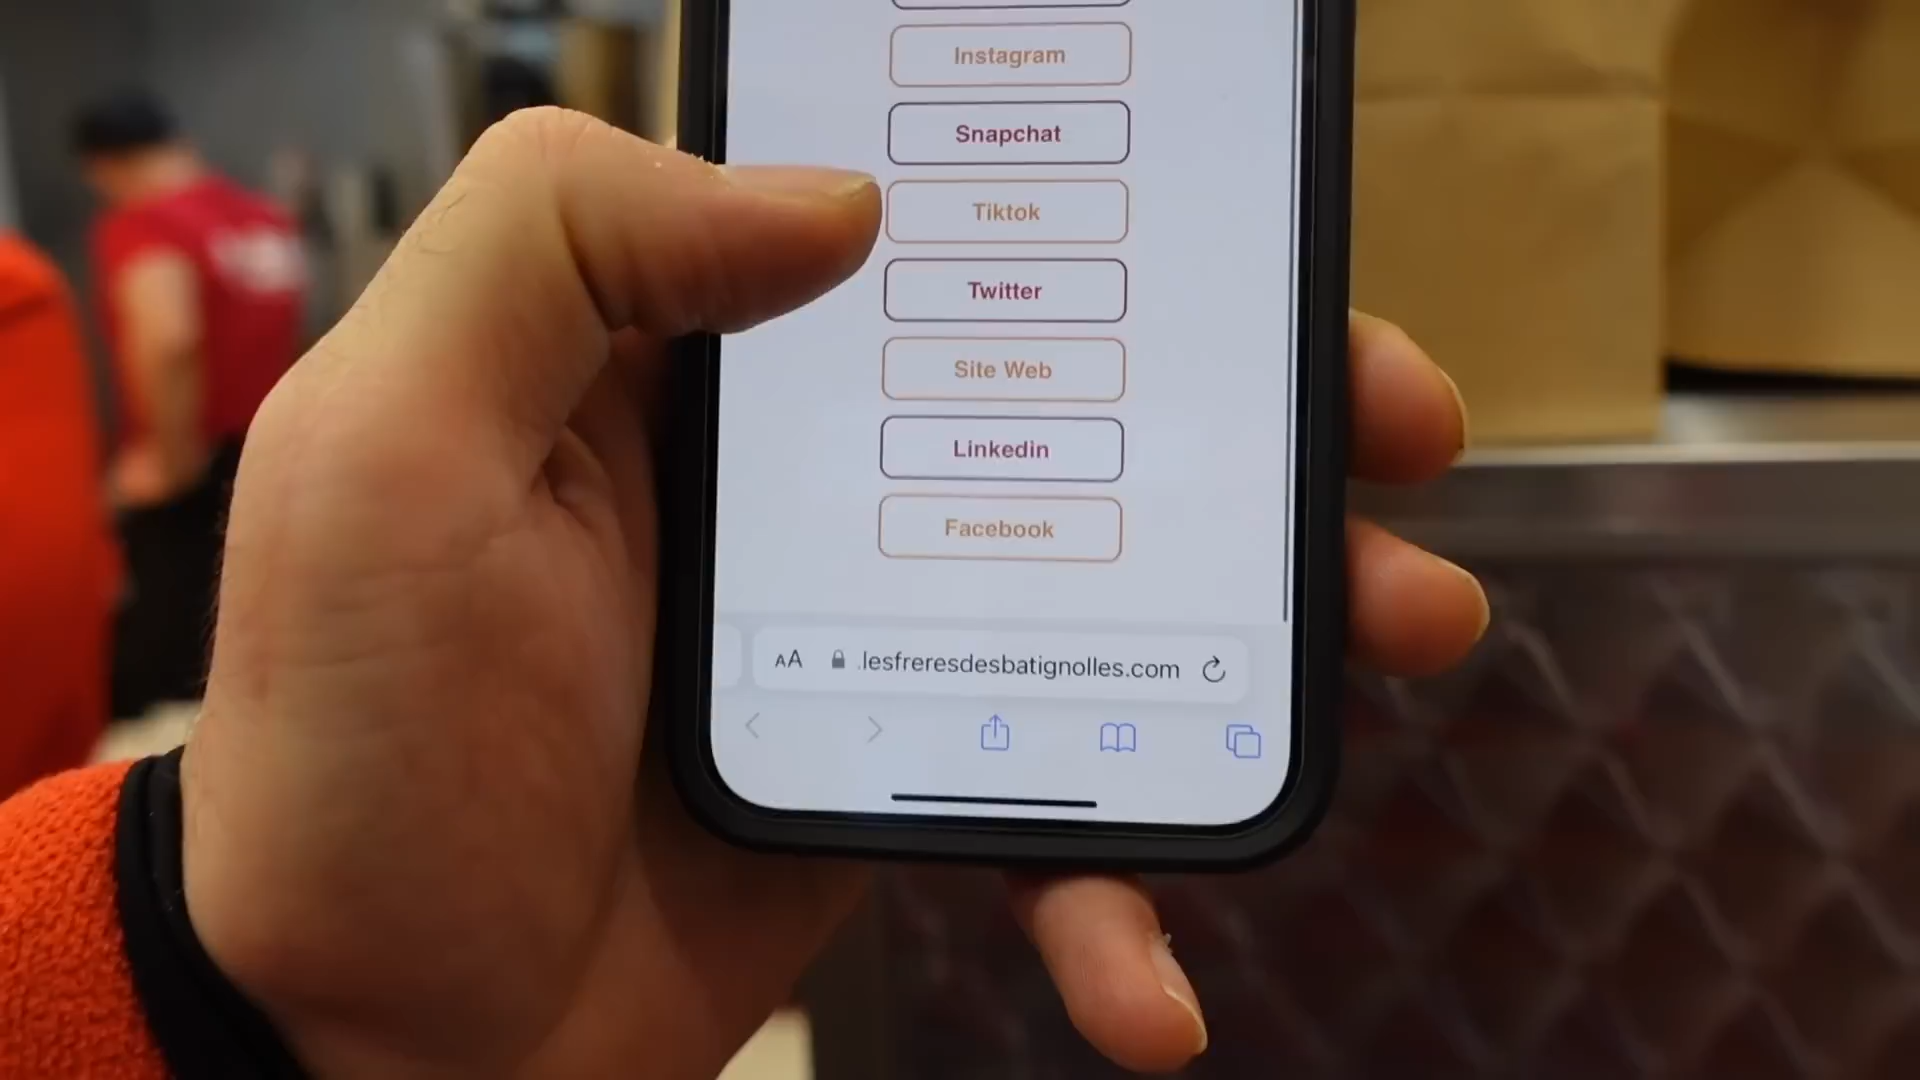 Instagram
Snapchat
Tiktok
Twitter
Site Web
Linkedin
Facebook
AA .lesfreresdesbatignolles.com